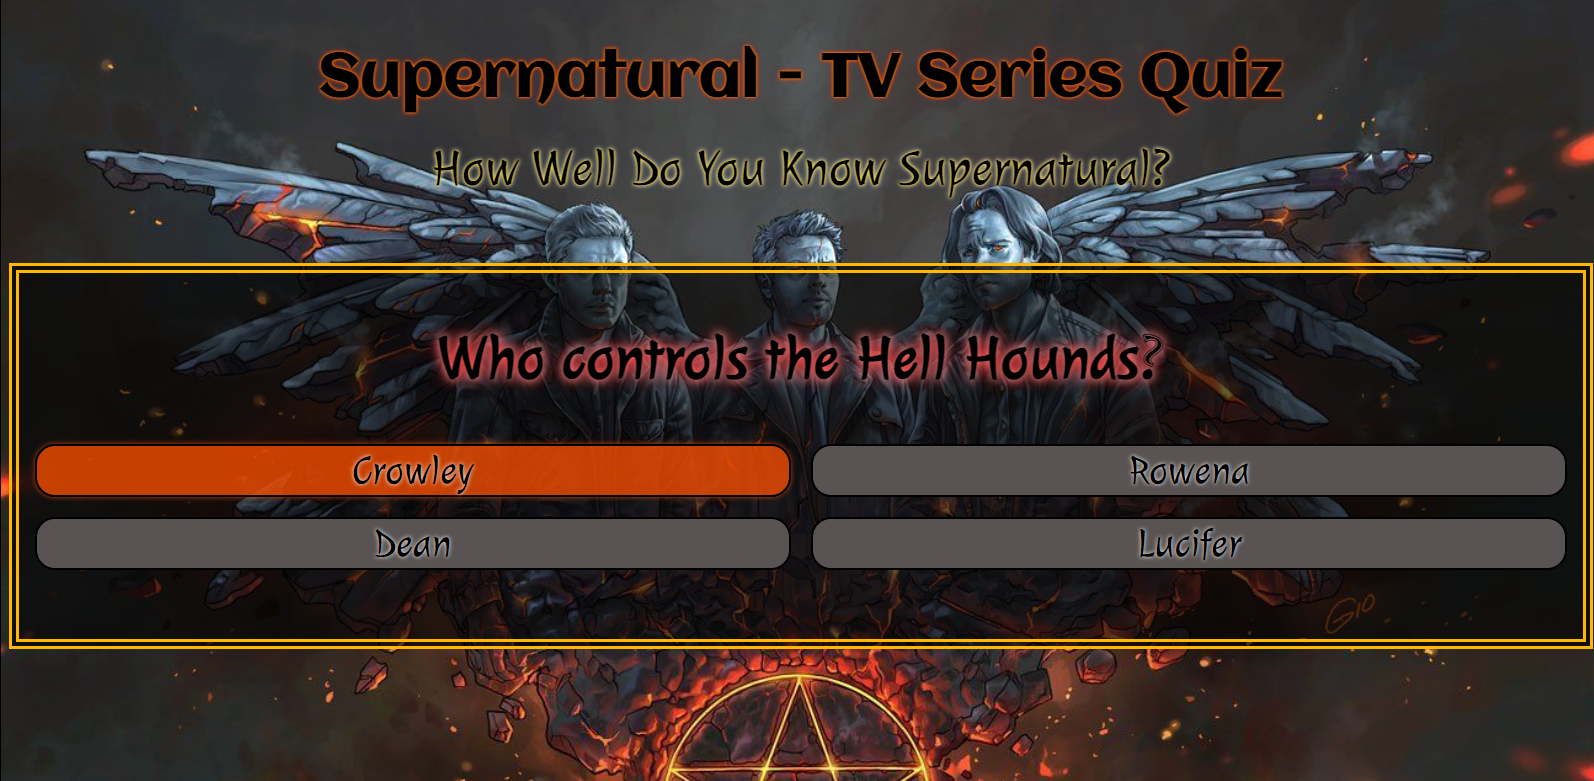 Supernatural - TV Series Quiz
How Well Do You Know Supernatural?
Who controls the Hell Hounds?
Crowley
Rowena
Dean
Lucifer